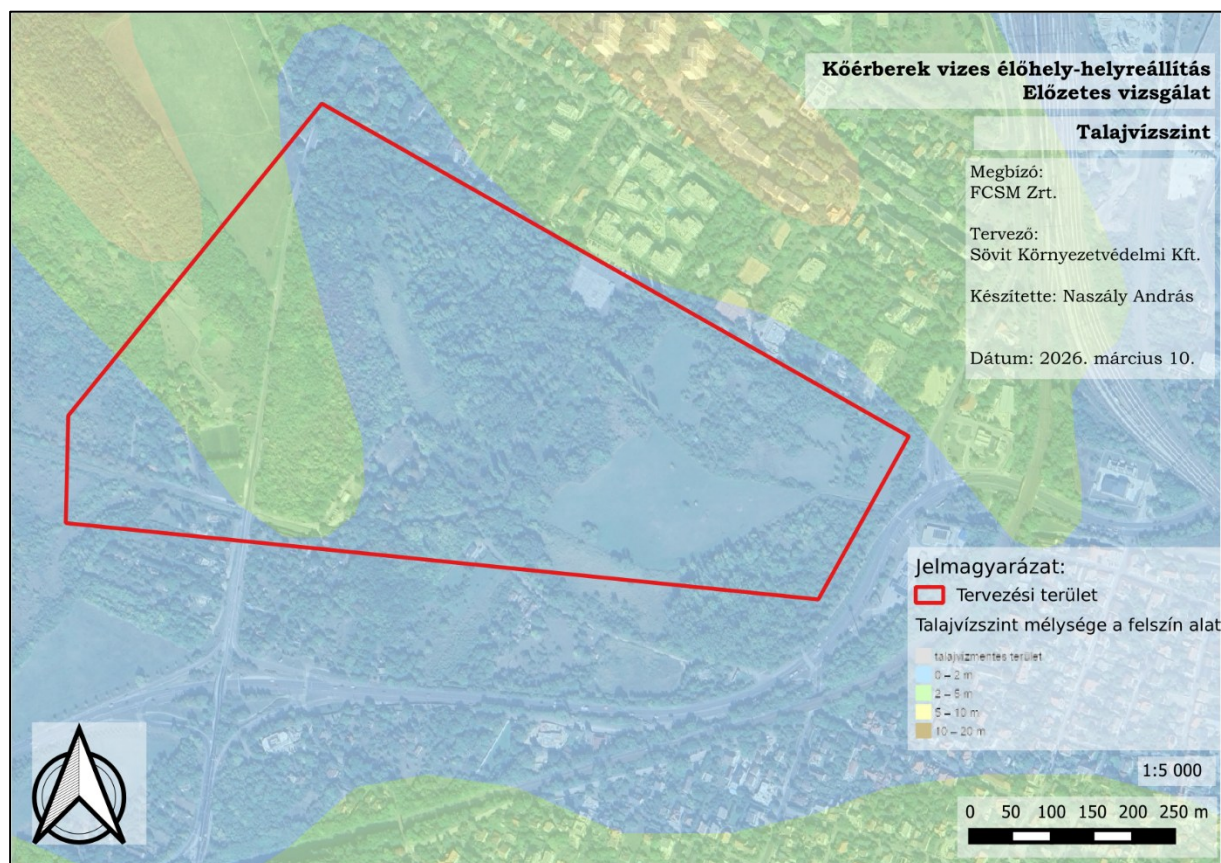 Kőérberek vizes élőhely-helyreállítás
Előzetes vizsgálat
Talajvízszint
Megbízó:
FCSM Zrt.
Tervező:
Sövit Környezetvédelmi Kft.
Készítette: Naszály András
Dátum: 2026. március 10.
Jelmagyarázat:
Tervezési terület
Talajvízszint mélysége a felszín alat
talajvízmentes terület
0 – 2 m
2 – 5 m
5 – 10 m
10 – 20 m
1:5 000
0 50 100 150 200 250 m